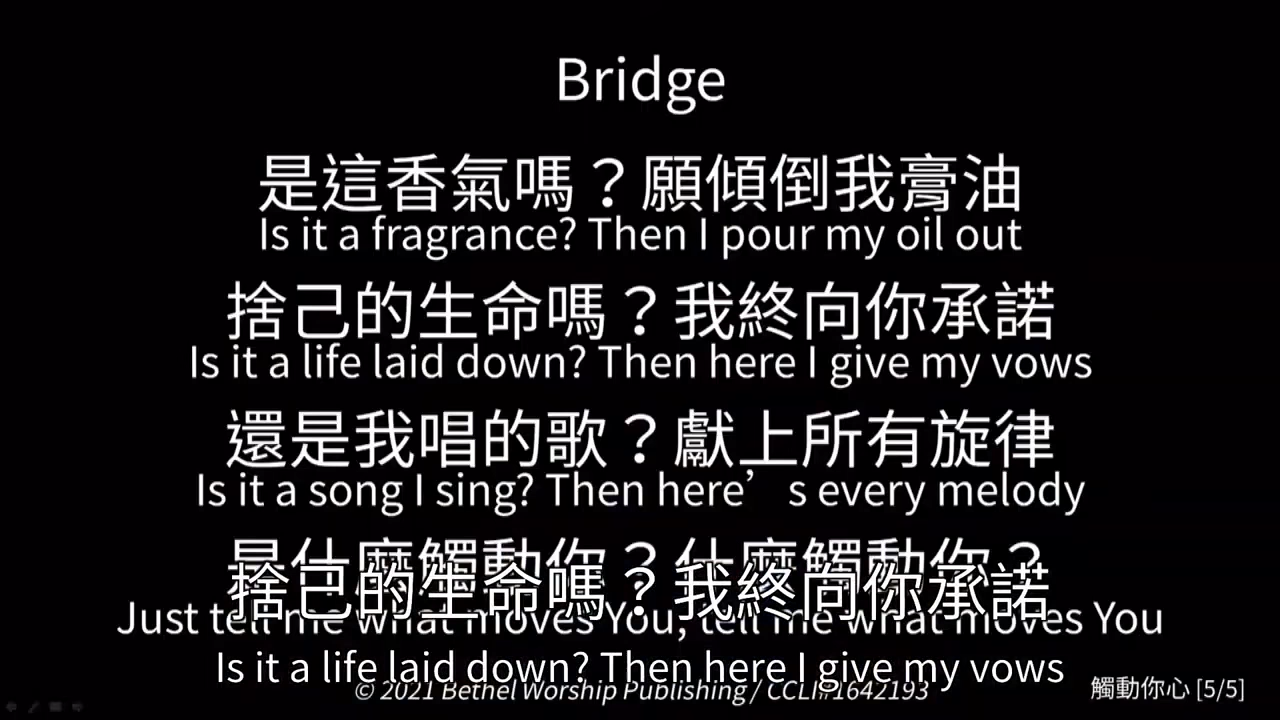 Bridge
是這香氣嗎？願傾倒我膏油
Is it a fragrance? Then I pour my oil out
捨己的生命嗎？我終向你承諾
Is it a life laid down? Then here I give my vows
還是我唱的歌？獻上所有旋律
Is it a song I sing? Then here’s every melody
是什麼觸動你？什麼觸動你？
捨己的生命嗎？我終向你承諾
Just tell me what moves You, tell me what moves You
Is it a life laid down? Then here I give my vows
© 2021 Bethel Worship Publishing / CCLI#1642193
觸動你心 [5/5]